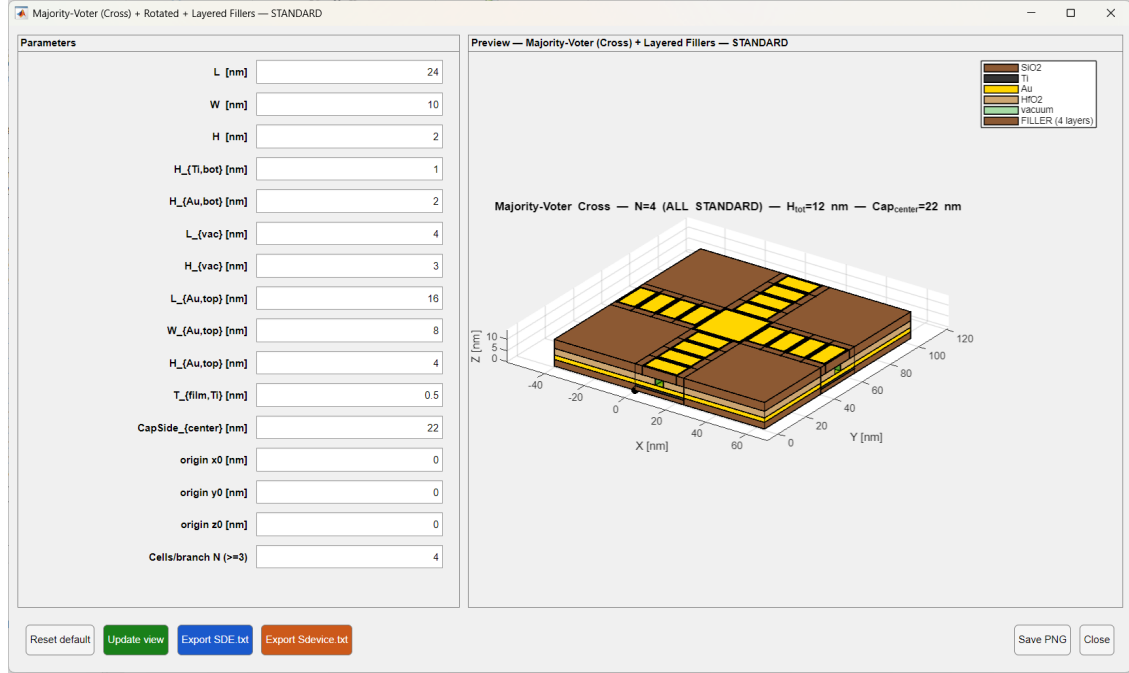 Majority-Voter (Cross) + Rotated + Layered Fillers — STANDARD
Parameters
L [nm] 24
W [nm] 10
H [nm] 2
H_{Ti,bot} [nm] 1
H_{Au,bot} [nm] 2
L_{vac} [nm] 4
H_{vac} [nm] 3
L_{Au,top} [nm] 16
W_{Au,top} [nm] 8
H_{Au,top} [nm] 4
T_{film,Ti} [nm] 0.5
CapSide_{center} [nm] 22
origin x0 [nm] 0
origin y0 [nm] 0
origin z0 [nm] 0
Cells/branch N (>=3) 4
Preview — Majority-Voter (Cross) + Layered Fillers — STANDARD
SiO2
Ti
Au
HfO2
vacuum
FILLER (4 layers)
Majority-Voter Cross — N=4 (ALL STANDARD) — Htot=12 nm — Capcenter=22 nm
Z [nm]
10
5
0
-40
-20
0
20
40
60
X [nm]
0
20
40
60
80
100
120
Y [nm]
Reset default Update view Export SDE.txt Export Sdevice.txt Save PNG Close